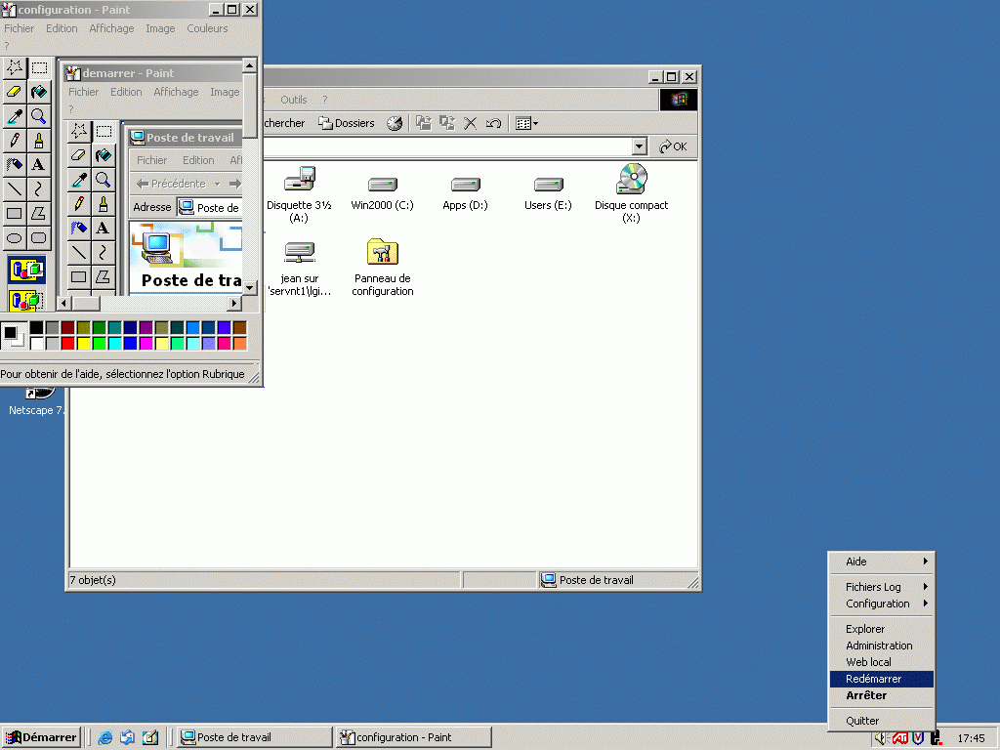 configuration - Paint
Fichier Edition Affichage Image Couleurs
?
demarrer - Paint
Fichier Edition Affichage Image
?
Poste de travail
Fichier Edition Af
Précédente
Adresse Poste de
Poste de tra
Pour obtenir de l'aide, sélectionnez l'option Rubrique
Outils ?
chercher Dossiers
OK
Disquette 3½
(A:)
Win2000 (C:)
Apps (D:)
Users (E:)
Disque compact
(X:)
jean sur
'servnt1\lgi...
Panneau de
configuration
Netscape 7.
7 objet(s)
Poste de travail
Aide
Fichiers Log
Configuration
Explorer
Administration
Web local
Redémarrer
Arrêter
Quitter
Démarrer
Poste de travail
configuration - Paint
17:45